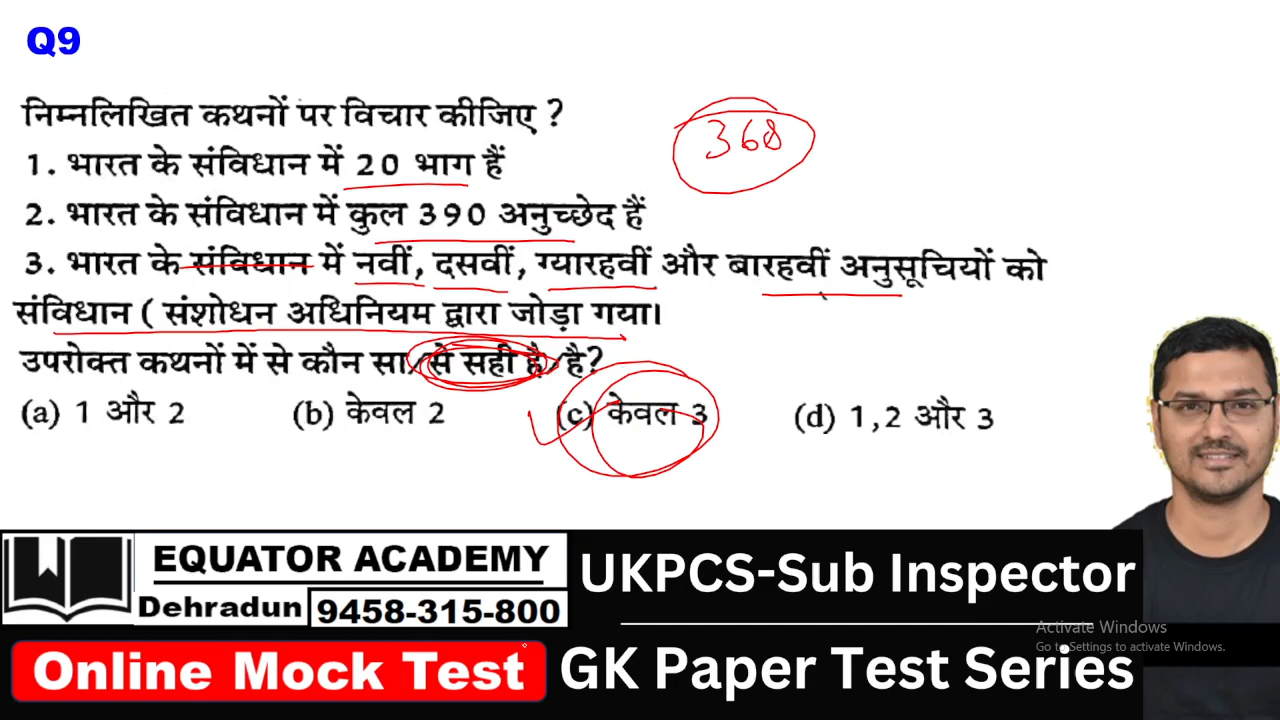 Q9
निम्नलिखित कथनों पर विचार कीजिए ?
368
1. भारत के संविधान में 20 भाग हैं
2. भारत के संविधान में कुल 390 अनुच्छेद हैं
3. भारत के संविधान में नवीं, दसवीं, ग्यारहवीं और बारहवीं अनुसूचियों को
संविधान ( संशोधन अधिनियम द्वारा जोड़ा गया।
उपरोक्त कथनों में से कौन सा/से सही है/है?
(a) 1 और 2 (b) केवल 2 (c) केवल 3 (d) 1,2 और 3
EQUATOR ACADEMY
Dehradun 9458-315-800
UKPCS-Sub Inspector
Activate Windows
Go to Settings to activate Windows.
Online Mock Test
GK Paper Test Series